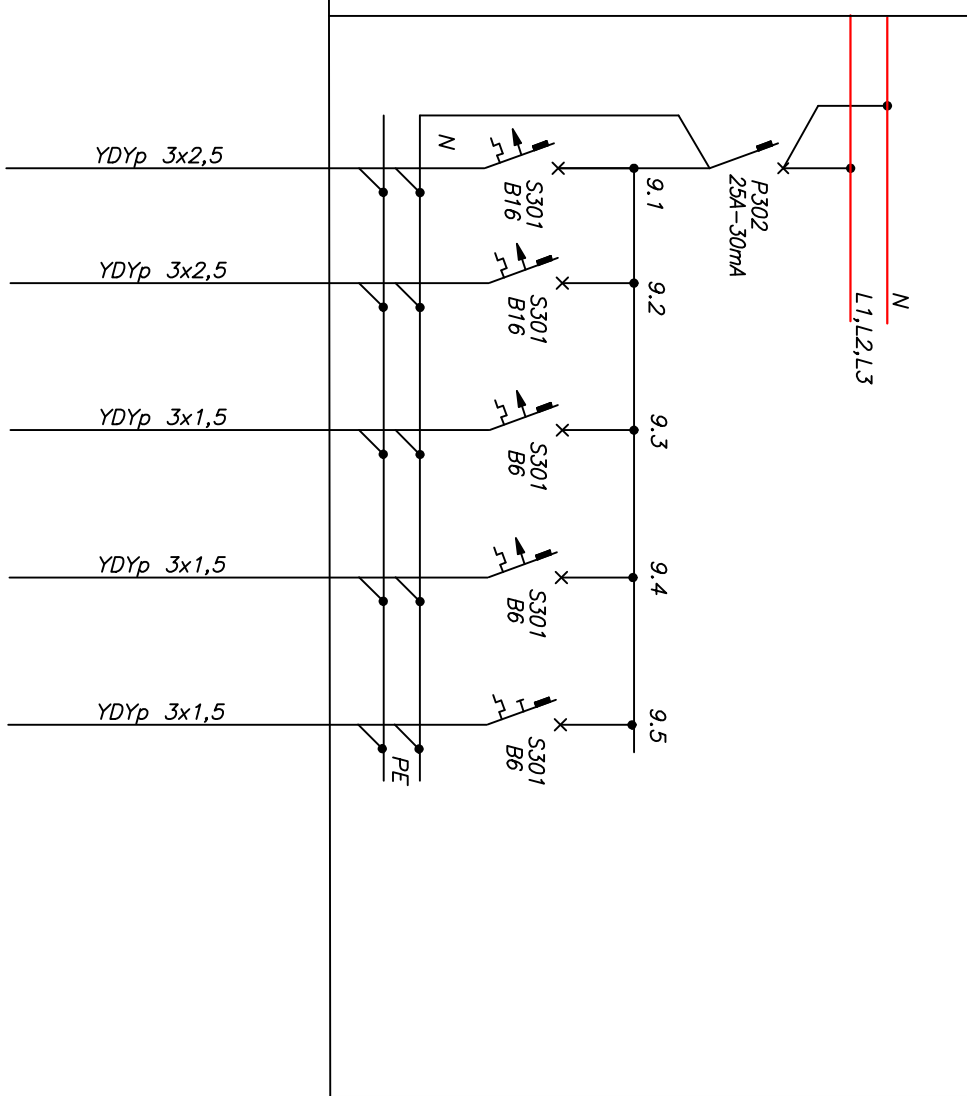 N
L1,L2,L3
P302
25A-30mA
N
YDYp 3x2,5
S301
B16
9.1
YDYp 3x2,5
S301
B16
9.2
YDYp 3x1,5
S301
B6
9.3
YDYp 3x1,5
S301
B6
9.4
YDYp 3x1,5
S301
B6
9.5
PE